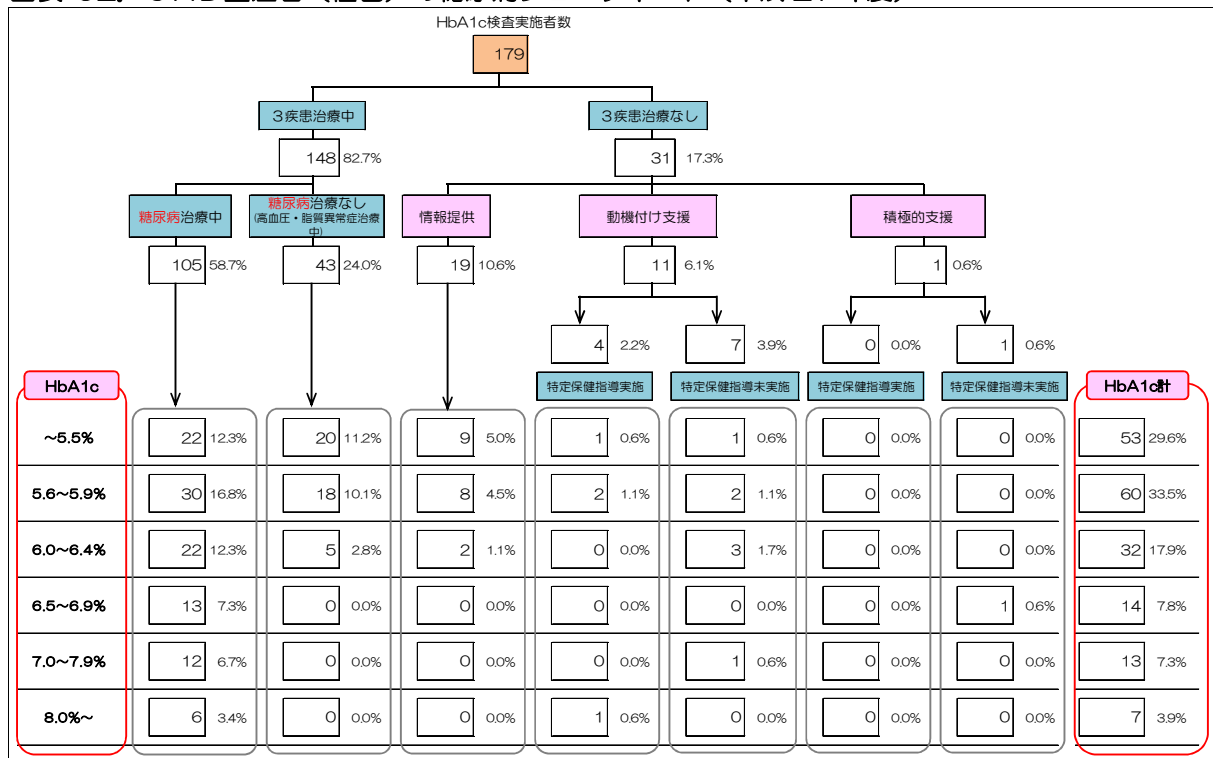 HbA1c検査実施者数
179
3疾患治療中
3疾患治療なし
148 82.7%
31 17.3%
糖尿病治療中
糖尿病治療なし
(高血圧・脂質異常症治療
中)
情報提供
動機付け支援
積極的支援
105 58.7%
43 24.0%
19 10.6%
11 6.1%
1 0.6%
4 2.2%
7 3.9%
0 0.0%
1 0.6%
HbA1c
特定保健指導実施
特定保健指導未実施
特定保健指導実施
特定保健指導未実施
HbA1c計
~5.5% 22 12.3% 20 11.2% 9 5.0% 1 0.6% 1 0.6% 0 0.0% 0 0.0% 53 29.6%
5.6~5.9% 30 16.8% 18 10.1% 8 4.5% 2 1.1% 2 1.1% 0 0.0% 0 0.0% 60 33.5%
6.0~6.4% 22 12.3% 5 2.8% 2 1.1% 0 0.0% 3 1.7% 0 0.0% 0 0.0% 32 17.9%
6.5~6.9% 13 7.3% 0 0.0% 0 0.0% 0 0.0% 0 0.0% 0 0.0% 1 0.6% 14 7.8%
7.0~7.9% 12 6.7% 0 0.0% 0 0.0% 0 0.0% 1 0.6% 0 0.0% 0 0.0% 13 7.3%
8.0%~ 6 3.4% 0 0.0% 0 0.0% 1 0.6% 0 0.0% 0 0.0% 0 0.0% 7 3.9%